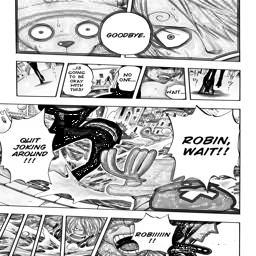 GOODBYE.
WAIT...
NO
ONE...
...IS
GOING
TO BE
OKAY
WITH
THIS!
ROBIN,
WAIT!!
QUIT
JOKING
AROUND
!!!
ROBIIIIIN
!!